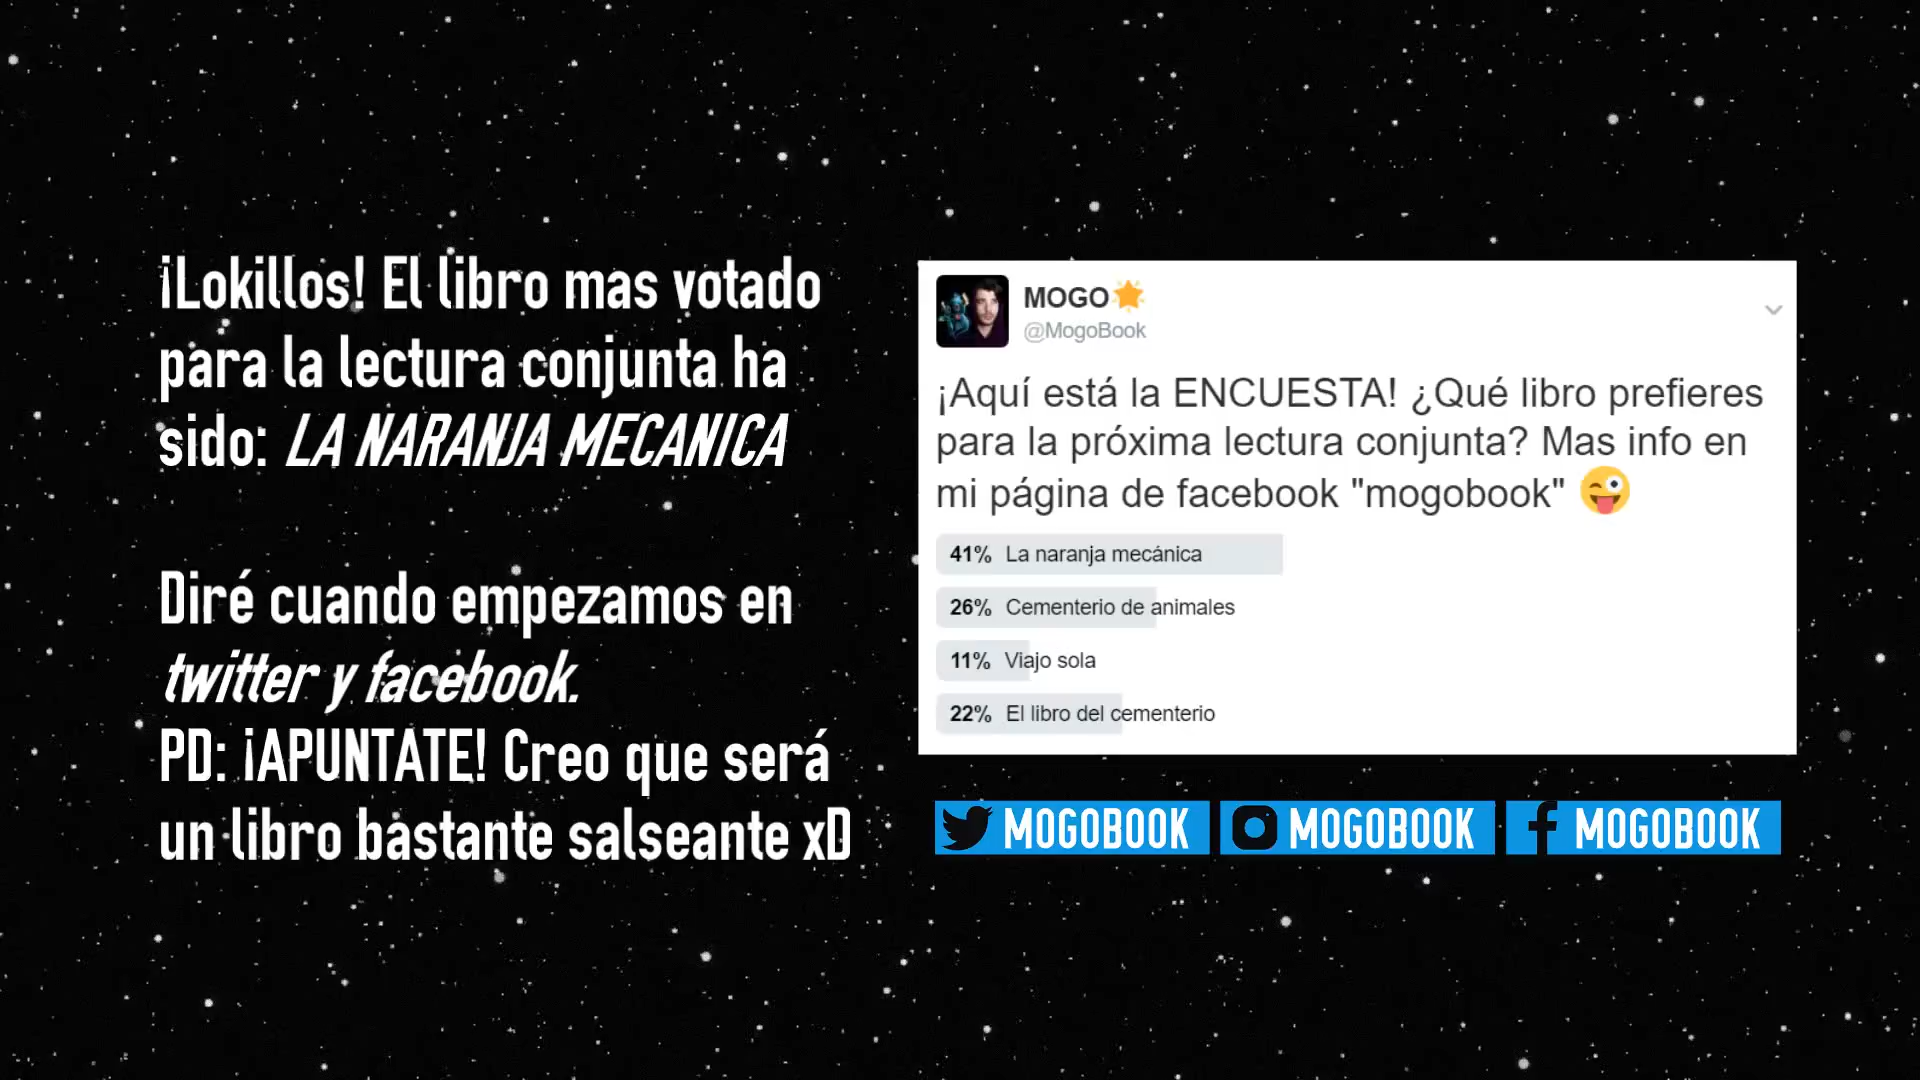 ¡Lokillos! El libro mas votado
para la lectura conjunta ha
sido: LA NARANJA MECANICA
Diré cuando empezamos en
twitter y facebook.
PD: ¡APUNTATE! Creo que será
un libro bastante salseante xD
MOGO
@MogoBook
¡Aquí está la ENCUESTA! ¿Qué libro prefieres
para la próxima lectura conjunta? Mas info en
mi página de facebook "mogobook" 😜
41% La naranja mecánica
26% Cementerio de animales
11% Viajo sola
22% El libro del cementerio
MOGOBOOK MOGOBOOK MOGOBOOK